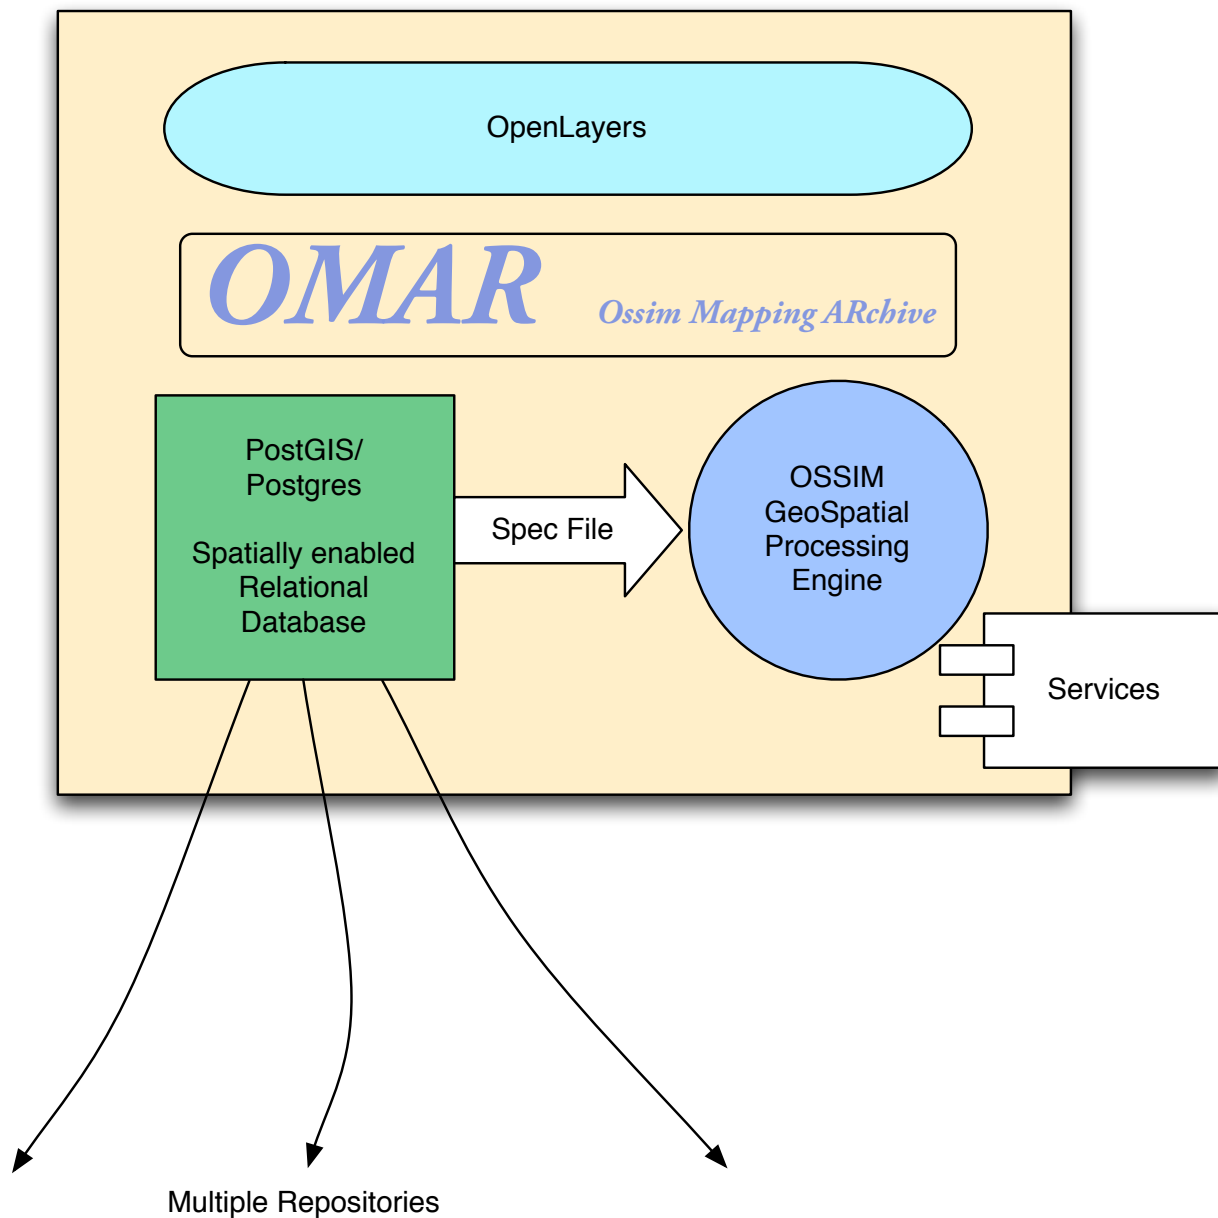 OpenLayers
OMAR
Ossim Mapping ARchive
PostGIS/
Postgres
Spatially enabled
Relational
Database
Spec File
OSSIM
GeoSpatial
Processing
Engine
Services
Multiple Repositories